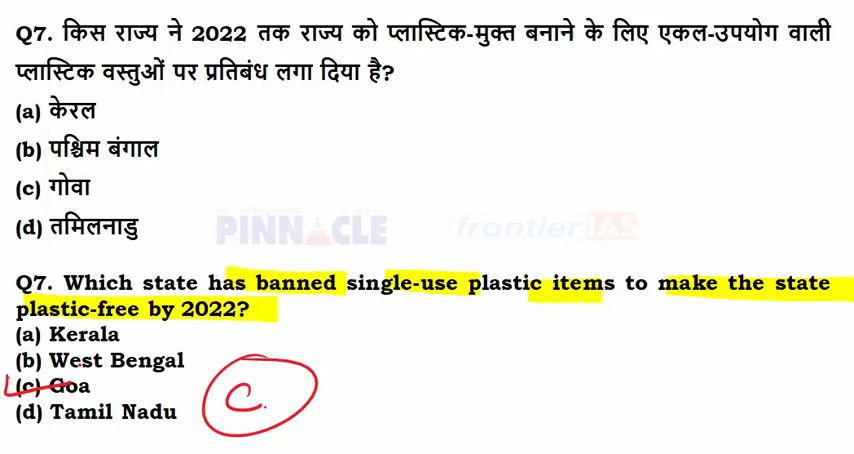 Q7. किस राज्य ने 2022 तक राज्य को प्लास्टिक-मुक्त बनाने के लिए एकल-उपयोग वाली
प्लास्टिक वस्तुओं पर प्रतिबंध लगा दिया है?
(a) केरल
(b) पश्चिम बंगाल
(c) गोवा
(d) तमिलनाडु
PINNACLE frontier IAS
Q7. Which state has banned single-use plastic items to make the state
plastic-free by 2022?
(a) Kerala
(b) West Bengal
(c) Goa
(d) Tamil Nadu
C.